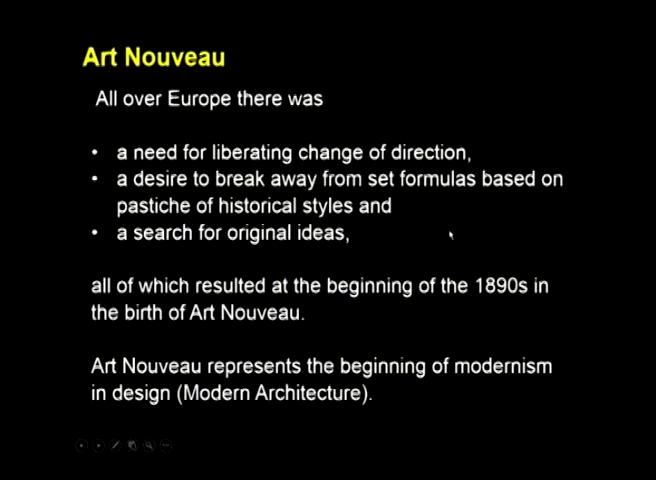 Art Nouveau
All over Europe there was
• a need for liberating change of direction,
• a desire to break away from set formulas based on
pastiche of historical styles and
• a search for original ideas,
all of which resulted at the beginning of the 1890s in
the birth of Art Nouveau.
Art Nouveau represents the beginning of modernism
in design (Modern Architecture).